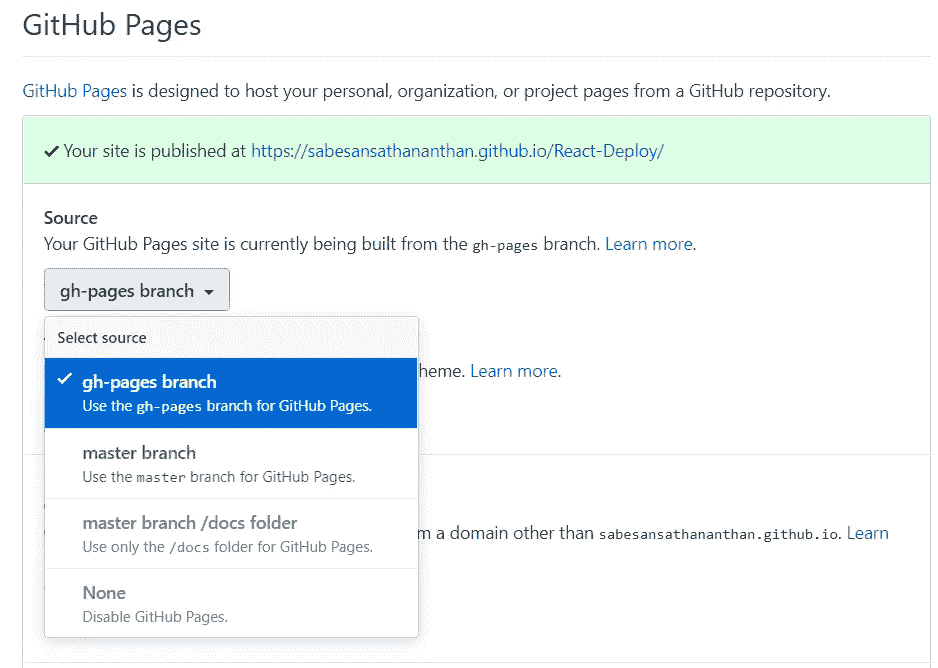 GitHub Pages
GitHub Pages is designed to host your personal, organization, or project pages from a GitHub repository.
Your site is published at https://sabesansathananthan.github.io/React-Deploy/
Source
Your GitHub Pages site is currently being built from the gh-pages branch. Learn more.
gh-pages branch
Select source
gh-pages branch
Use the gh-pages branch for GitHub Pages.
heme. Learn more.
master branch
Use the master branch for GitHub Pages.
master branch /docs folder
m a domain other than sabesansathananthan.github.io. Learn
Use only the /docs folder for GitHub Pages.
None
Disable GitHub Pages.